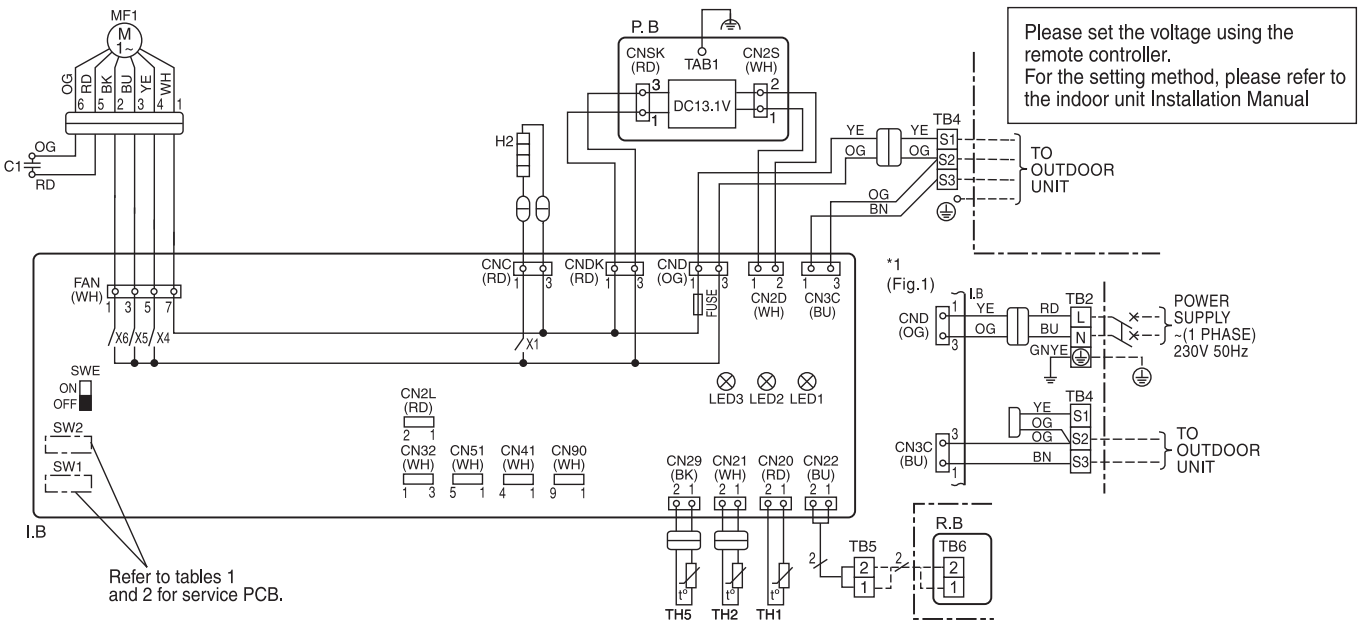 MF1
M
1~
OG
RD
BK
BU
YE
WH
6 5 2 3 4 1
OG
C1
RD
P. B
CNSK
(RD)
TAB1
CN2S
(WH)
3
1
DC13.1V
2
1
H2
Please set the voltage using the
remote controller.
For the setting method, please refer to
the indoor unit Installation Manual
YE
YE
TB4
OG
OG
S1
S2
S3
OG
BN
TO
OUTDOOR
UNIT
FAN
(WH)
1 3 5 7
CNC
(RD)
1 3
CNDK
(RD)
1 3
CND
(OG)
1 3
1 2
CN2D
(WH)
1 3
CN3C
(BU)
FUSE
X6 X5 X4
X1
SWE
ON
OFF
SW2
SW1
LED3 LED2 LED1
CN2L
(RD)
2 1
CN32
(WH)
1 3
CN51
(WH)
5 1
CN41
(WH)
4 1
CN90
(WH)
9 1
CN29
(BK)
2 1
CN21
(WH)
2 1
CN20
(RD)
2 1
CN22
(BU)
2 1
I.B
Refer to tables 1
and 2 for service PCB.
t°
TH5
t°
TH2
t°
TH1
2
TB5
2
1
2
R.B
TB6
2
1
*1
(Fig.1)
I.B
CND
(OG)
1
3
YE
OG
RD
BU
GNYE
TB2
L
N
POWER
SUPPLY
~(1 PHASE)
230V 50Hz
CN3C
(BU)
3
1
YE
OG
OG
BN
TB4
S1
S2
S3
TO
OUTDOOR
UNIT